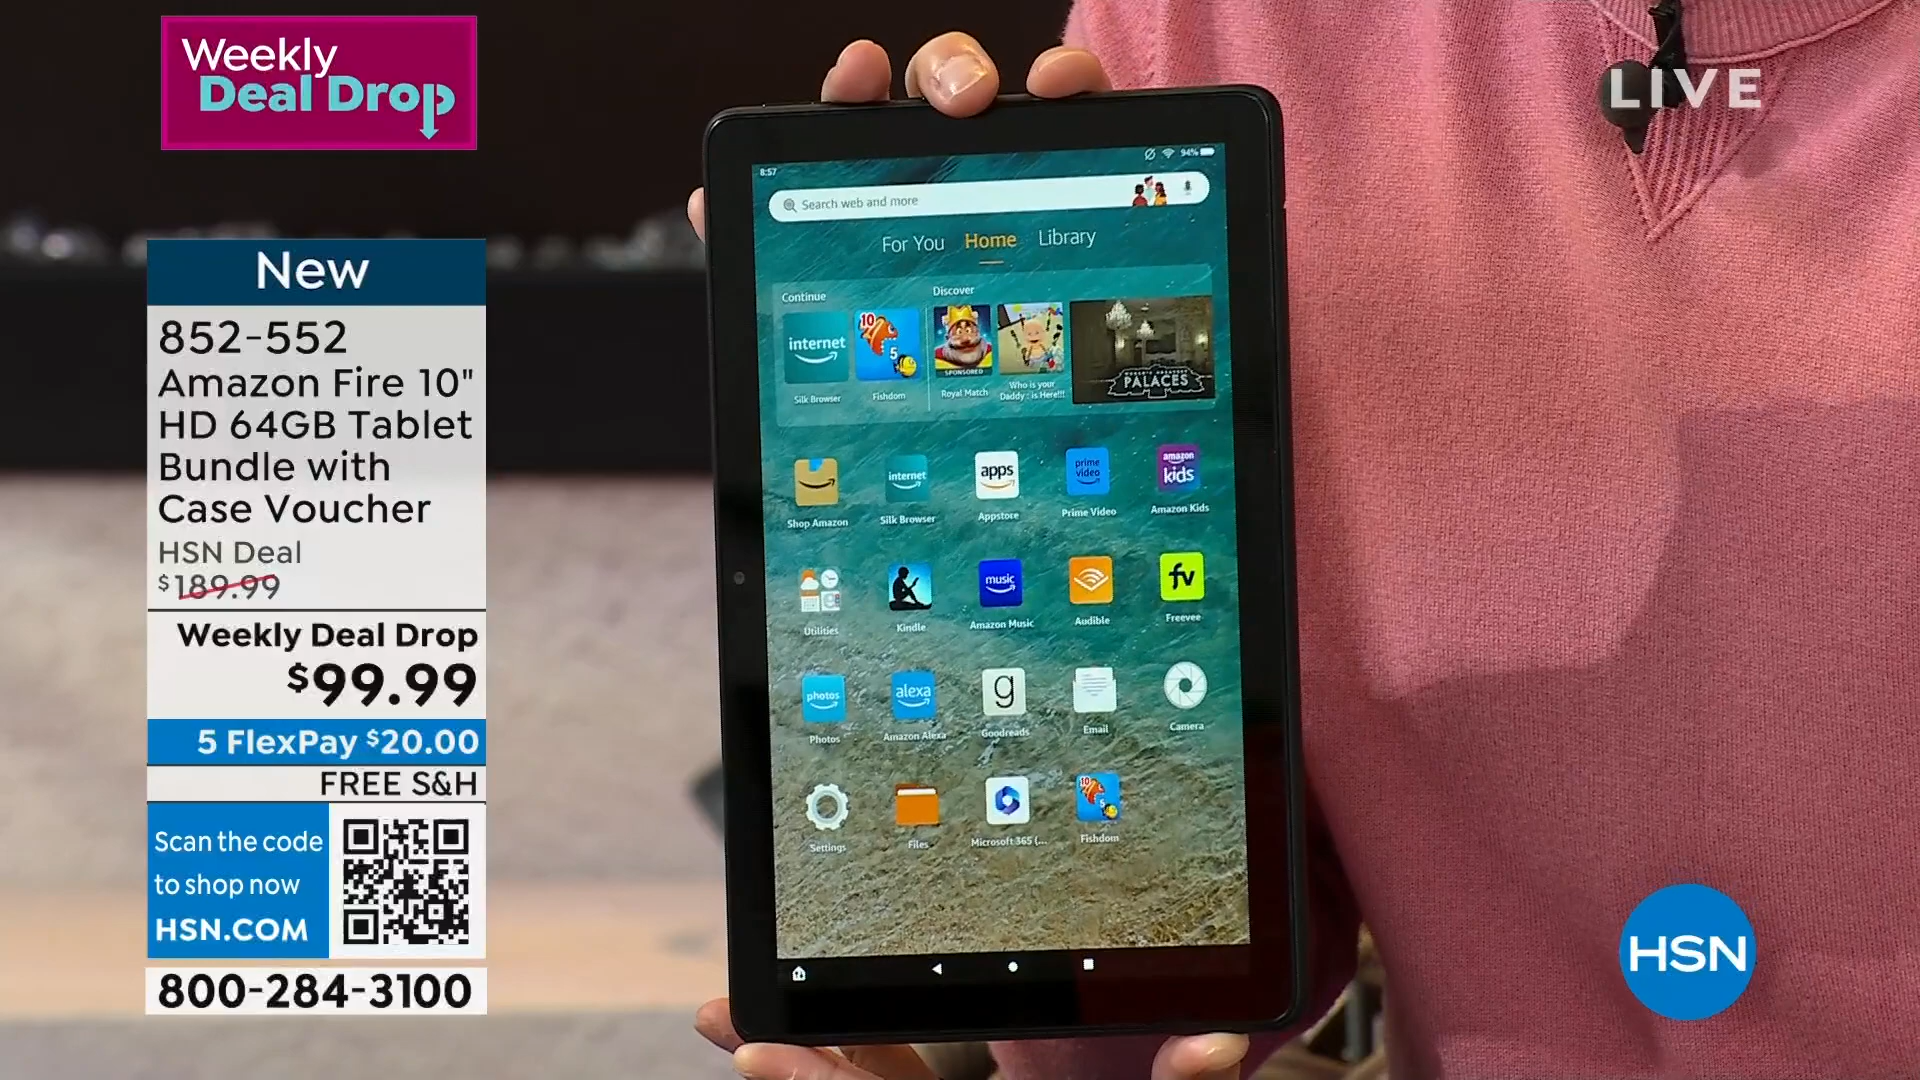 Weekly
Deal Drop
LIVE
New
852-552
Amazon Fire 10"
HD 64GB Tablet
Bundle with
Case Voucher
HSN Deal
$189.99
Weekly Deal Drop
$99.99
5 FlexPay $20.00
FREE S&H
Scan the code
to shop now
HSN.COM
800-284-3100
8:57
94%
Search web and more
For You Home Library
Continue
Discover
internet
10
5
SPONSORED
PALACES
Silk Browser
Fishdom
Royal Match
Who is your
Daddy : is Here!!!
internet
apps
prime video
amazon kids
Shop Amazon
Silk Browser
Appstore
Prime Video
Amazon Kids
music
fv
Utilities
Kindle
Amazon Music
Audible
Freevee
photos
alexa
g
Photos
Amazon Alexa
Goodreads
Email
Camera
10
5
Settings
Files
Microsoft 365 (...
Fishdom
HSN